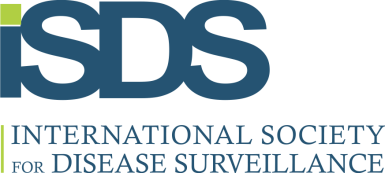 iSDS
INTERNATIONAL SOCIETY
FOR DISEASE SURVEILLANCE